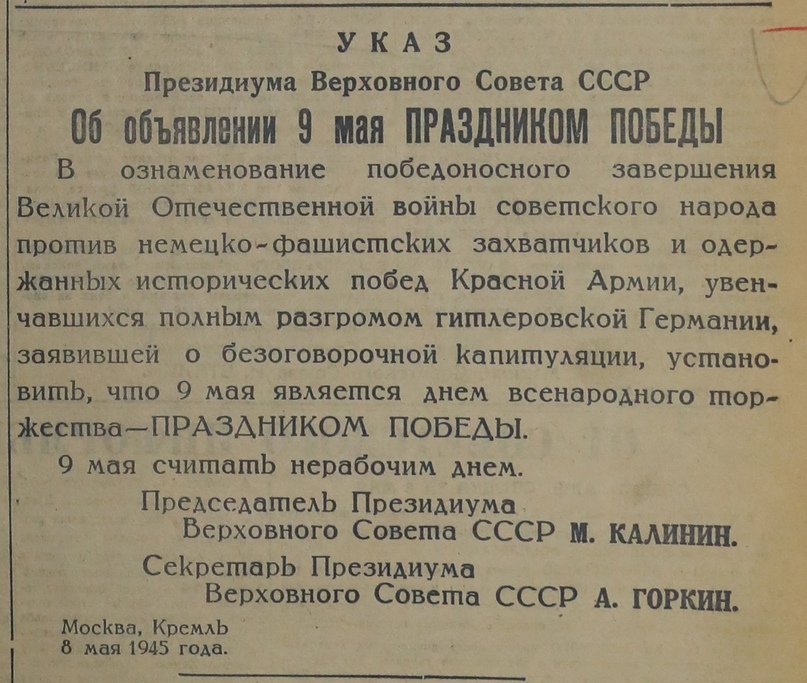 УКАЗ
Президиума Верховного Совета СССР
Об объявлении 9 мая ПРАЗДНИКОМ ПОБЕДЫ
В ознаменование победоносного завершения
Великой Отечественной войны советского народа
против немецко-фашистских захватчиков и одер-
жанных исторических побед Красной Армии, увен-
чавшихся полным разгромом гитлеровской Германии,
заявившей о безоговорочной капитуляции, устано-
вить, что 9 мая является днем всенародного тор-
жества—ПРАЗДНИКОМ ПОБЕДЫ.
9 мая считать нерабочим днем.
Председатель Президиума
Верховного Совета СССР М. КАЛИНИН.
Секретарь Президиума
Верховного Совета СССР А. ГОРКИН.
Москва, Кремль
8 мая 1945 года.